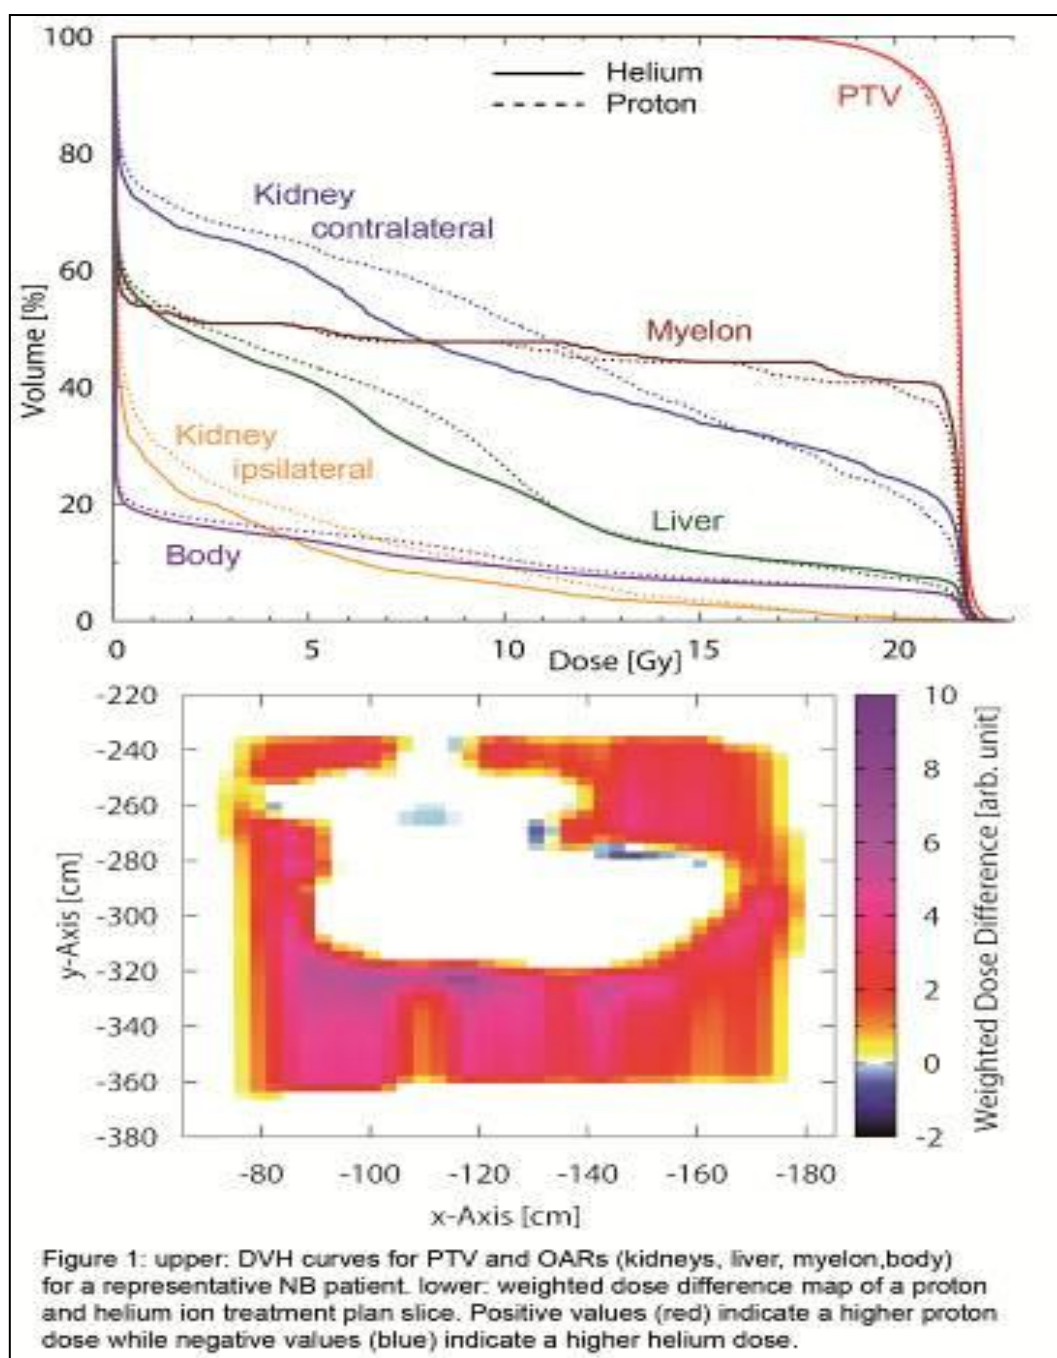 100
80
60
40
20
0
Volume [%]
Helium
Proton
PTV
Kidney
contralateral
Myelon
Kidney
ipsilateral
Liver
Body
0 5 10 15 20
Dose [Gy]
-220
-240
-260
-280
-300
-320
-340
-360
-380
y-Axis [cm]
-80 -100 -120 -140 -160 -180
x-Axis [cm]
10
8
6
4
2
0
-2
Weighted Dose Difference [arb. unit]
Figure 1: upper: DVH curves for PTV and OARs (kidneys, liver, myelon,body)
for a representative NB patient. lower: weighted dose difference map of a proton
and helium ion treatment plan slice. Positive values (red) indicate a higher proton
dose while negative values (blue) indicate a higher helium dose.